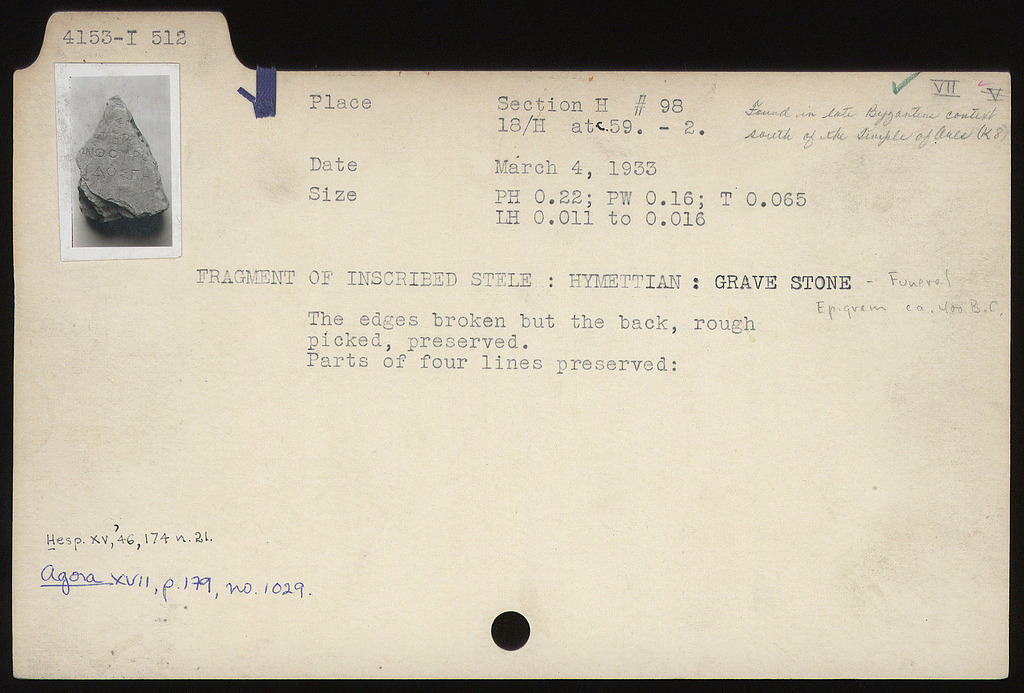 4153-I 512
VII V
Place Section H # 98
18/H atc.59. - 2.
Found in late Byzantine context
south of the Temple of Ares (K 8)
Date March 4, 1933
Size PH 0.22; PW 0.16; T 0.065
LH 0.011 to 0.016
FRAGMENT OF INSCRIBED STELE : HYMETTIAN : GRAVE STONE - Funeral
Epigram ca. 400 B.C.
The edges broken but the back, rough
picked, preserved.
Parts of four lines preserved:
Hesp. XV,'46, 174 n. 21.
Agora XVII, p. 179, no. 1029.